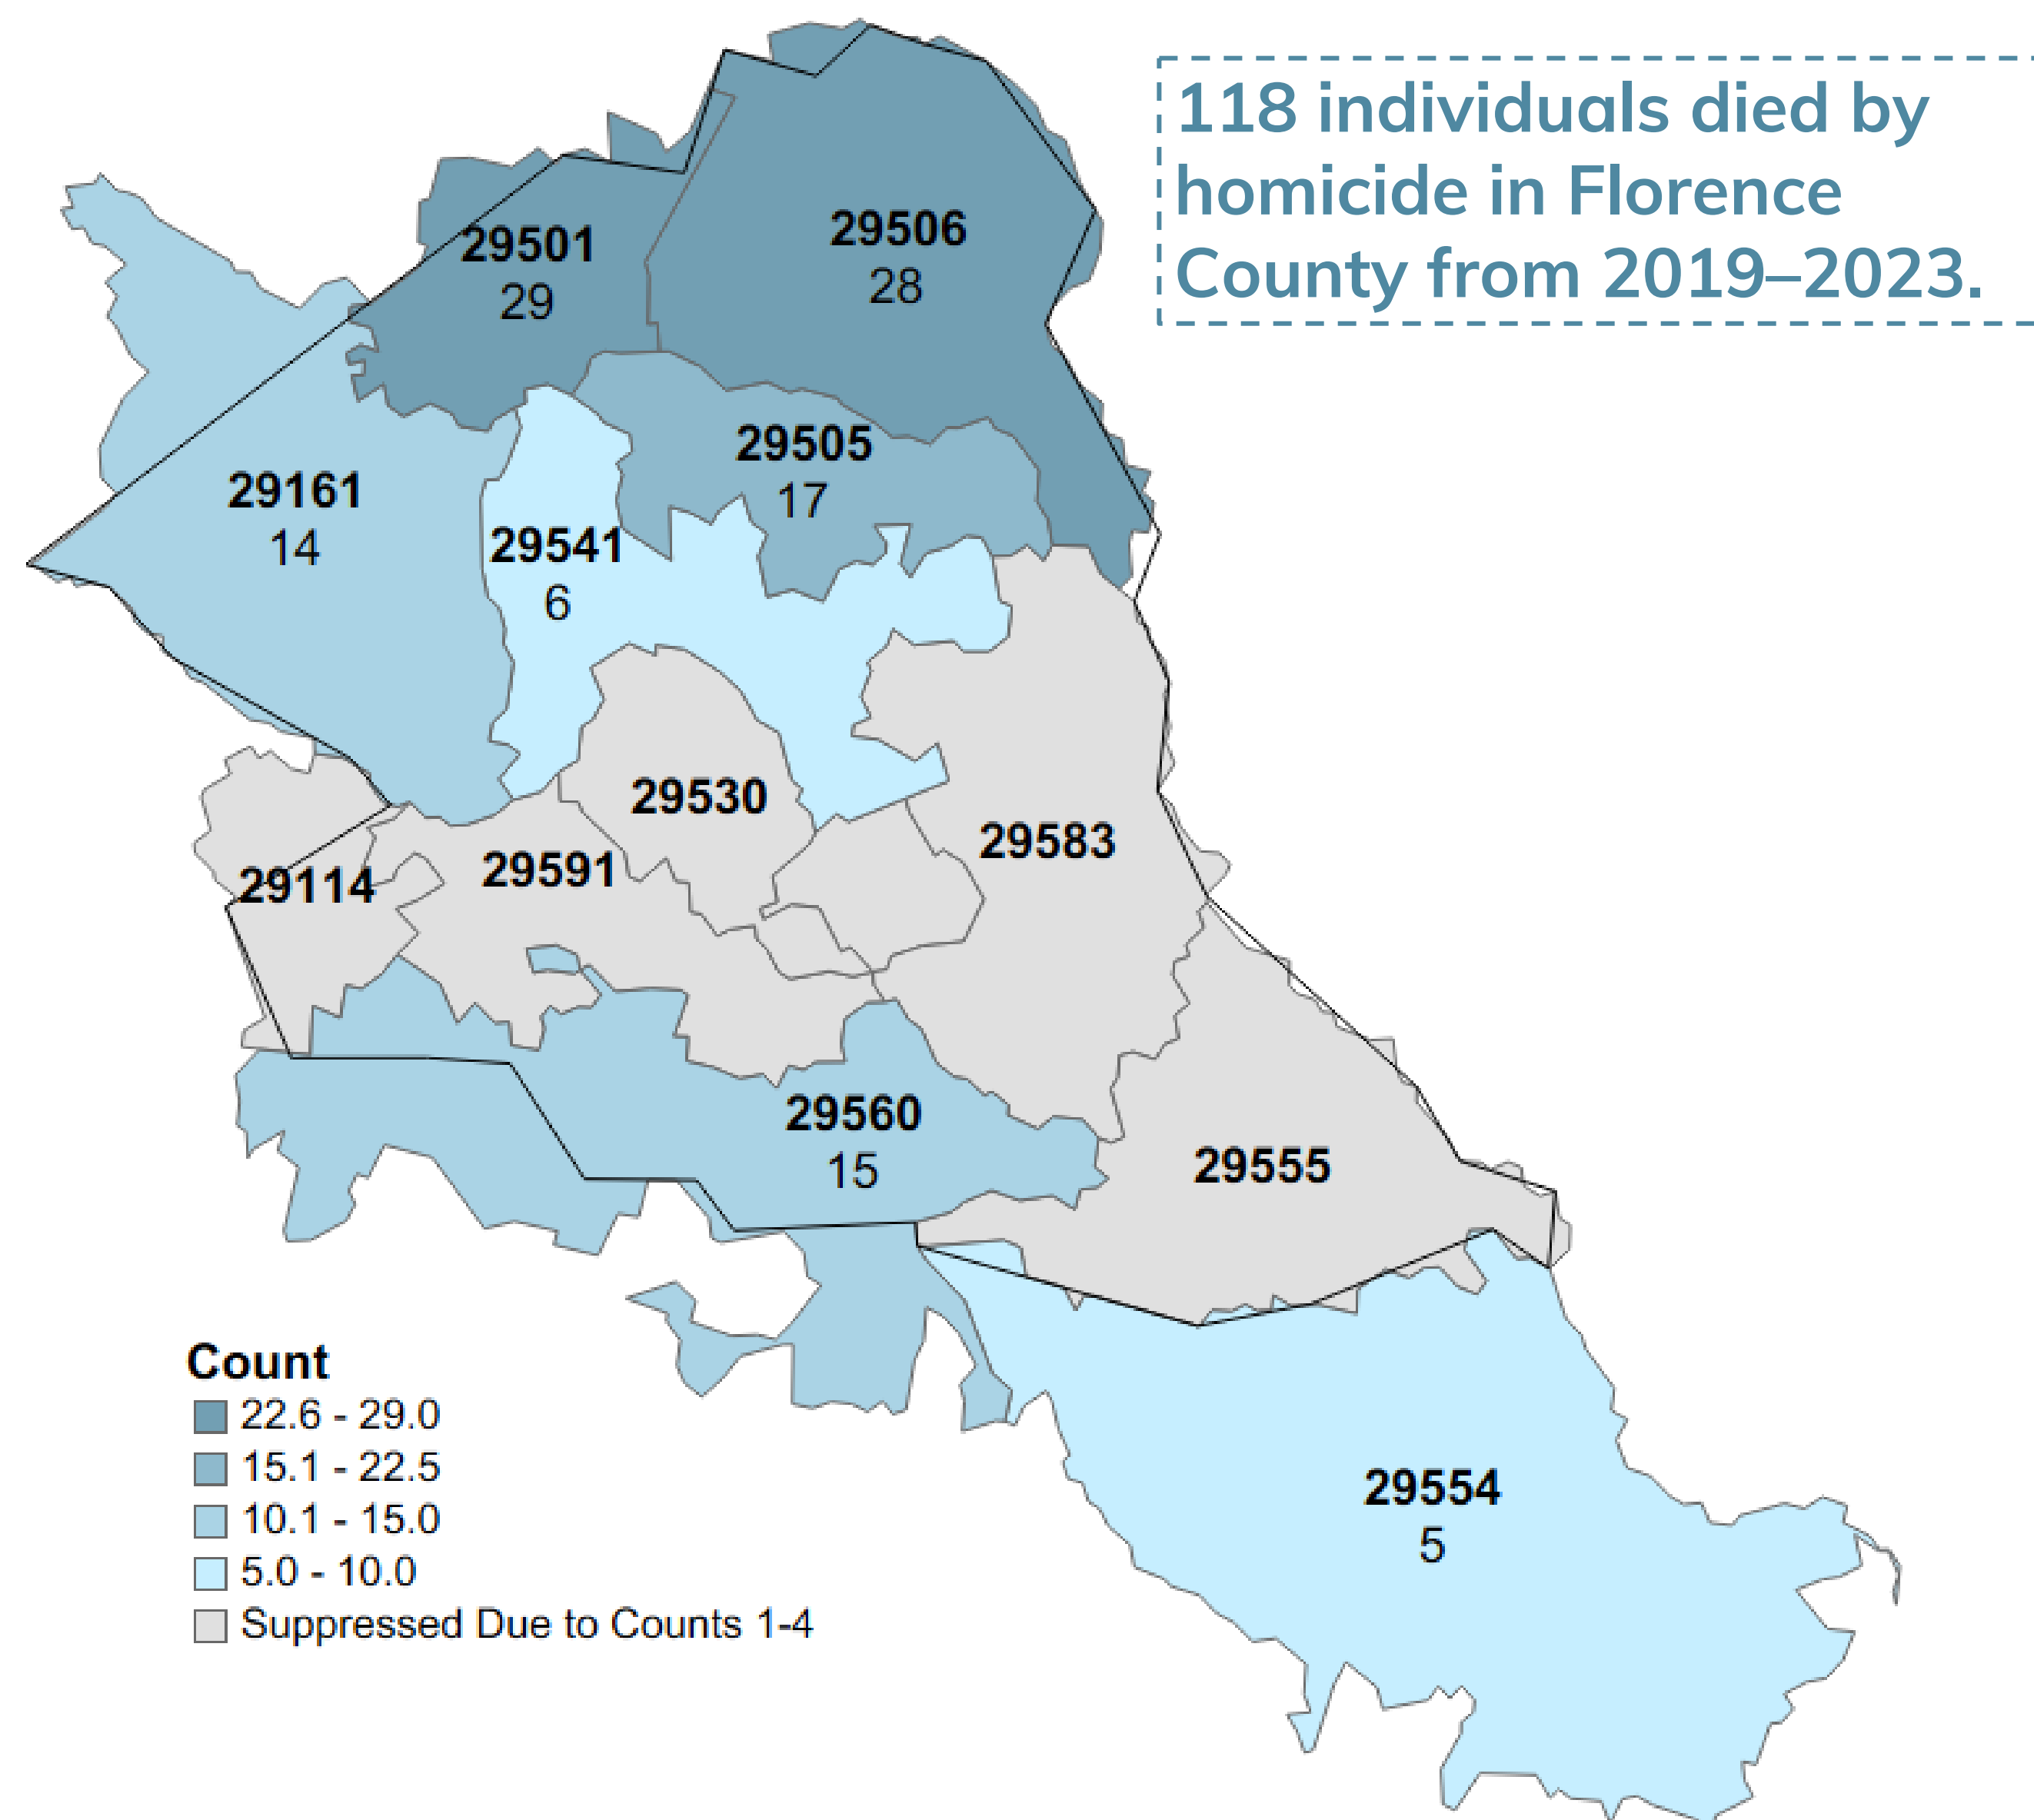 118 individuals died by
homicide in Florence
County from 2019–2023.
29501
29
29506
28
29505
17
29161
14
29541
6
29530
29583
29591
29114
29560
15
29555
29554
5
Count
22.6 - 29.0
15.1 - 22.5
10.1 - 15.0
5.0 - 10.0
Suppressed Due to Counts 1-4